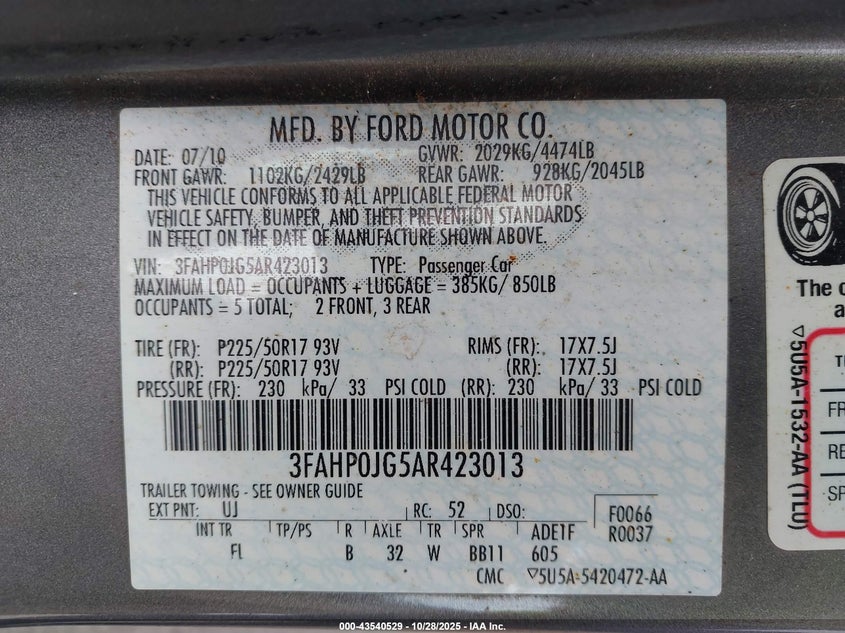 MFD. BY FORD MOTOR CO.
DATE: 07/10 GVWR: 2029KG/4474LB
FRONT GAWR: 1102KG/2429LB REAR GAWR: 928KG/2045LB
THIS VEHICLE CONFORMS TO ALL APPLICABLE FEDERAL MOTOR
VEHICLE SAFETY, BUMPER, AND THEFT PREVENTION STANDARDS
IN EFFECT ON THE DATE OF MANUFACTURE SHOWN ABOVE.
VIN: 3FAHP0JG5AR423013 TYPE: Passenger Car
MAXIMUM LOAD = OCCUPANTS + LUGGAGE = 385KG/ 850LB
OCCUPANTS = 5 TOTAL; 2 FRONT, 3 REAR
TIRE (FR): P225/50R17 93V RIMS (FR): 17X7.5J
(RR): P225/50R17 93V (RR): 17X7.5J
PRESSURE (FR): 230 kPa/ 33 PSI COLD (RR): 230 kPa/ 33 PSI COLD
3FAHP0JG5AR423013
TRAILER TOWING - SEE OWNER GUIDE
EXT PNT: UJ RC: 52 DSO: F0066
INT TR TP/PS R AXLE TR SPR ADE1F R0037
FL B 32 W BB11 605
CMC ▽5U5A-5420472-AA
The c
a
▽5U5A-1532-AA (TLU)
T
FR
RE
SP
000-43540529 - 10/28/2025 - IAA Inc.